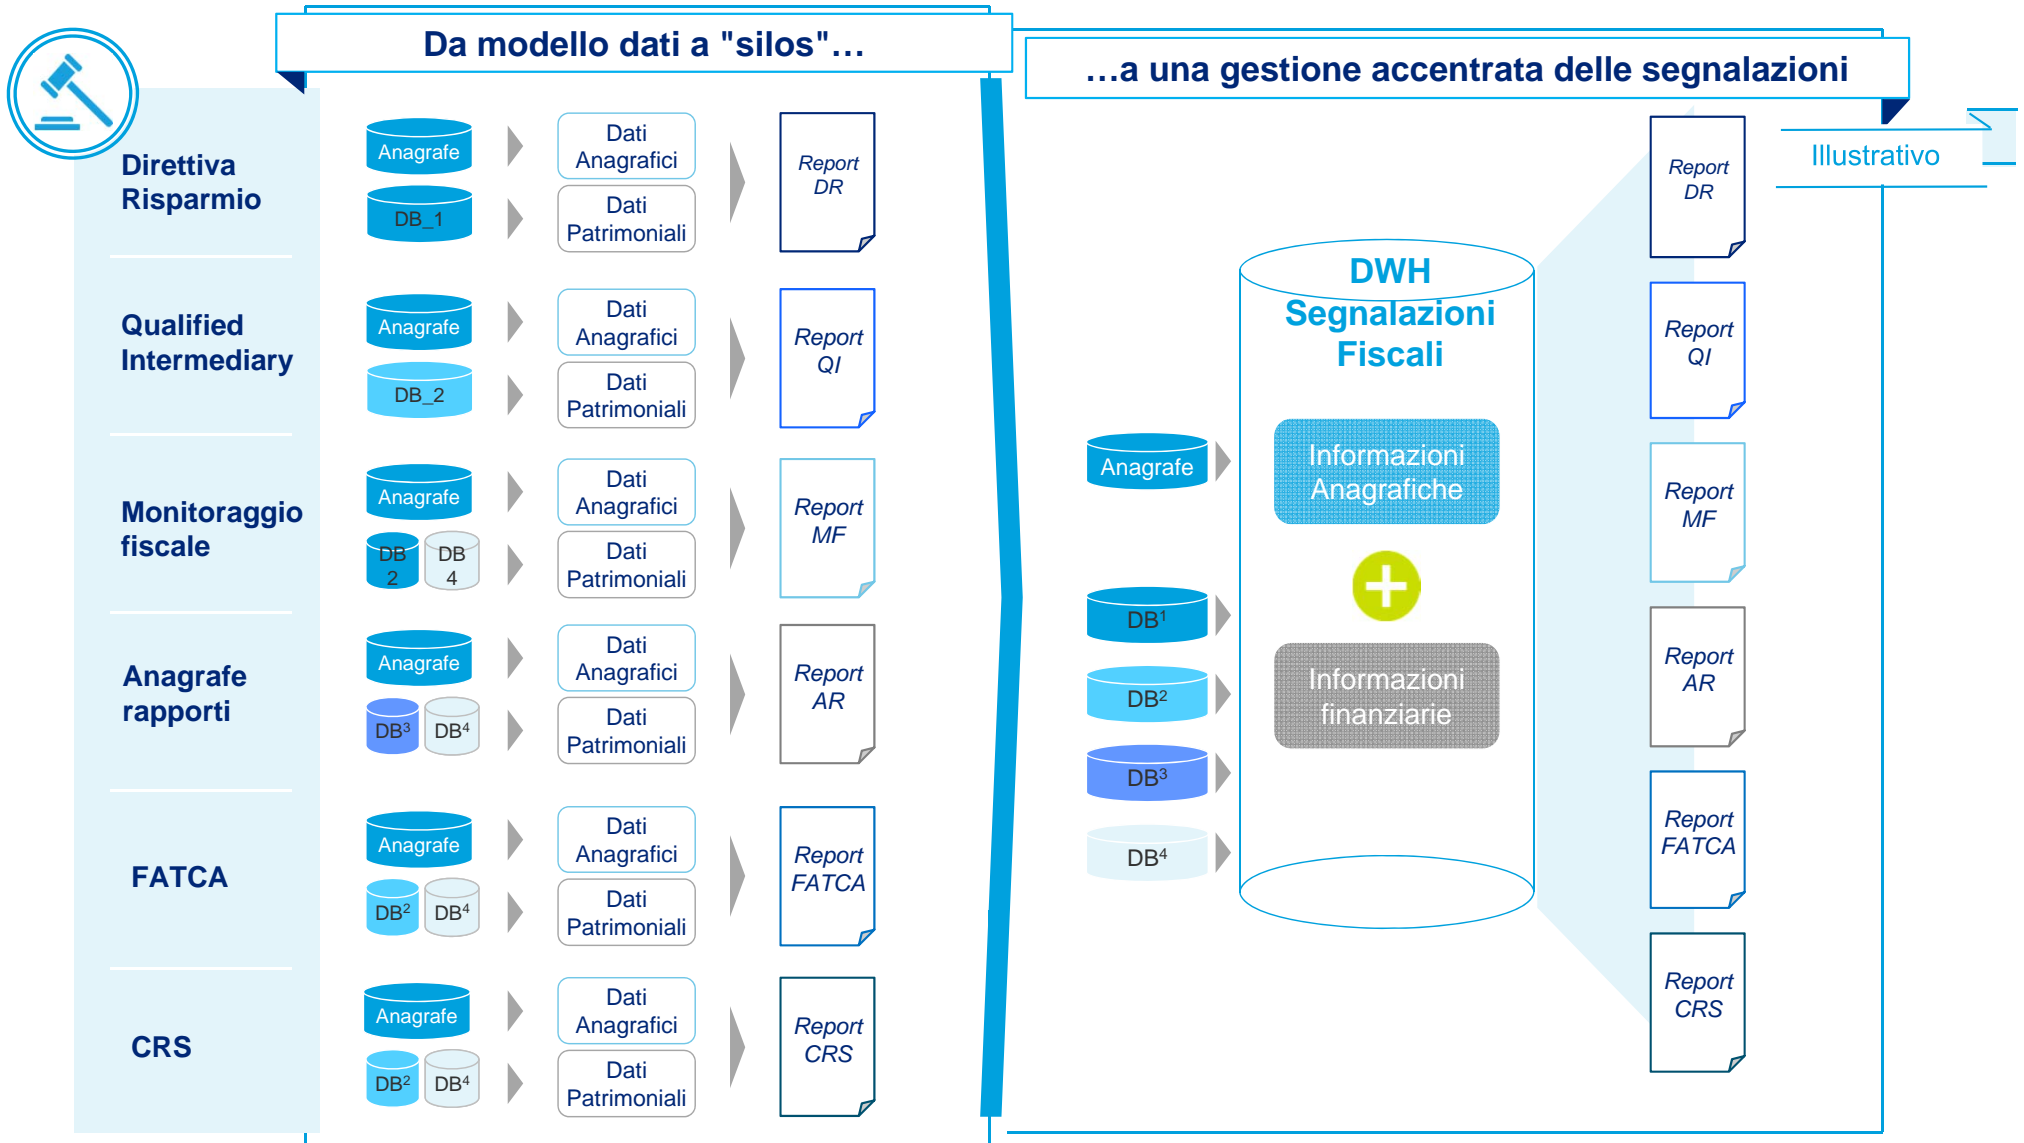 Da modello dati a "silos"…
…a una gestione accentrata delle segnalazioni
Illustrativo
Direttiva
Risparmio
Anagrafe
Dati
Anagrafici
DB_1
Dati
Patrimoniali
Report
DR
Qualified
Intermediary
Anagrafe
Dati
Anagrafici
DB_2
Dati
Patrimoniali
Report
QI
Monitoraggio
fiscale
Anagrafe
Dati
Anagrafici
DB
2
DB
4
Dati
Patrimoniali
Report
MF
Anagrafe
rapporti
Anagrafe
Dati
Anagrafici
DB³
DB⁴
Dati
Patrimoniali
Report
AR
FATCA
Anagrafe
Dati
Anagrafici
DB²
DB⁴
Dati
Patrimoniali
Report
FATCA
CRS
Anagrafe
Dati
Anagrafici
DB²
DB⁴
Dati
Patrimoniali
Report
CRS
Anagrafe
DB¹
DB²
DB³
DB⁴
DWH
Segnalazioni
Fiscali
Informazioni
Anagrafiche
Informazioni
finanziarie
Report
DR
Report
QI
Report
MF
Report
AR
Report
FATCA
Report
CRS